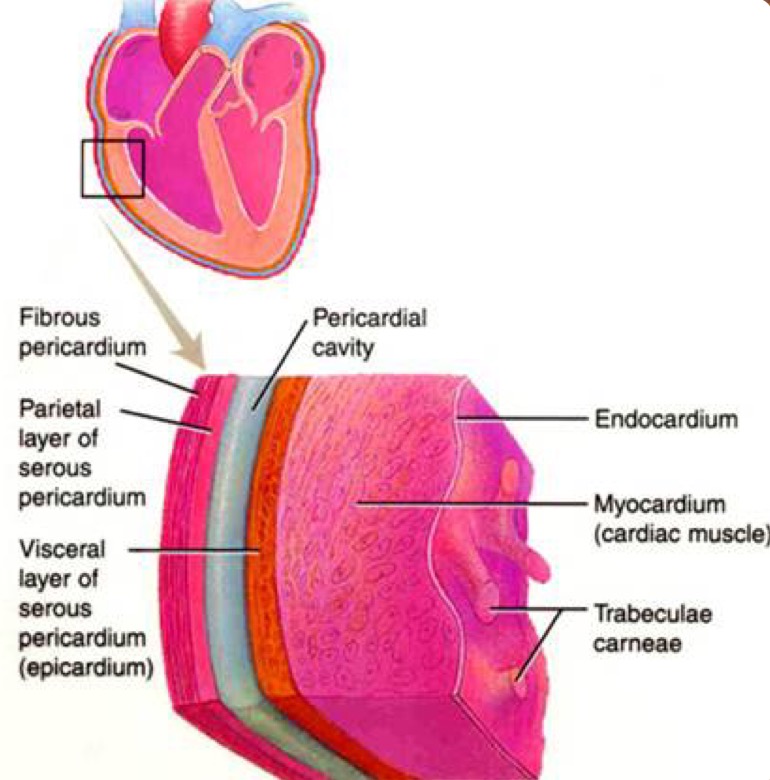 Fibrous
pericardium
Pericardial
cavity
Parietal
layer of
serous
pericardium
Endocardium
Myocardium
(cardiac muscle)
Visceral
layer of
serous
pericardium
(epicardium)
Trabeculae
carneae